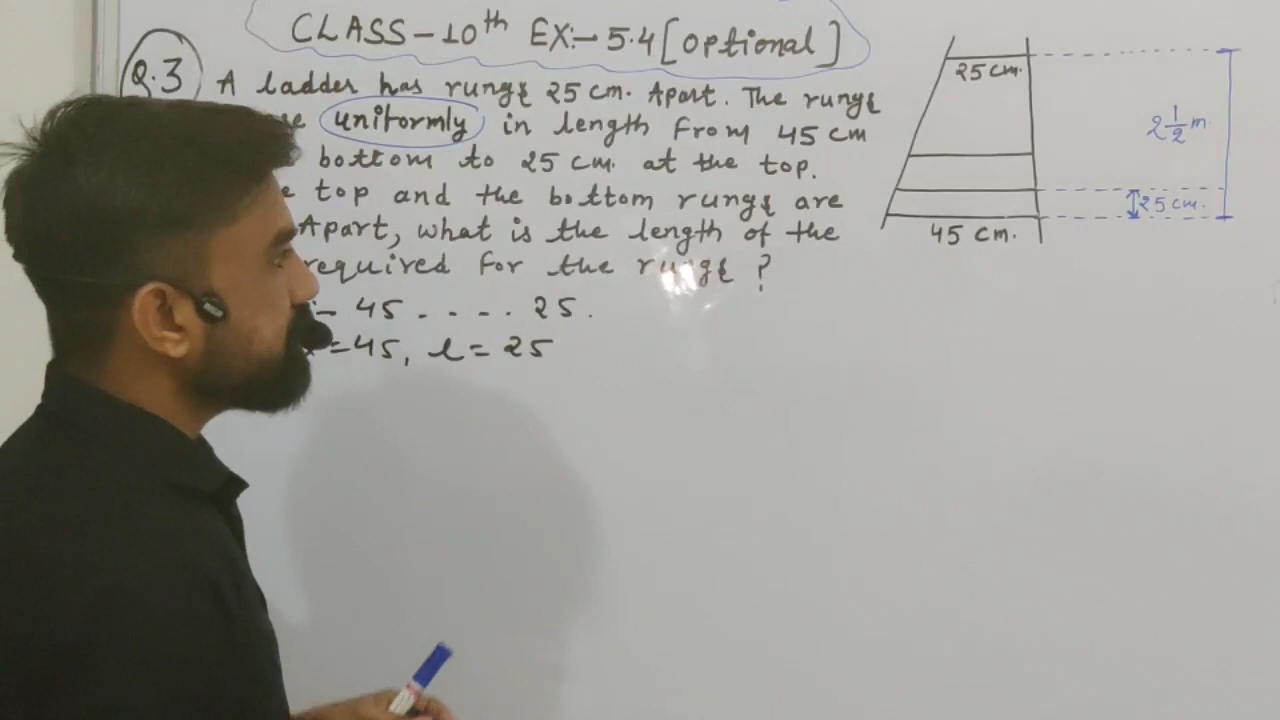 CLASS-10th EX:- 5.4 [optional]
Q.3 A ladder has rungs 25 cm. Apart. The rungs
uniformly in length from 45 cm
bottom to 25 cm. at the top.
top and the bottom rungs are
Apart, what is the length of the
required for the rungs ?
:- 45 . . . . 25.
=45, l = 25
25 cm.
2 1/2 m.
25 cm.
45 cm.